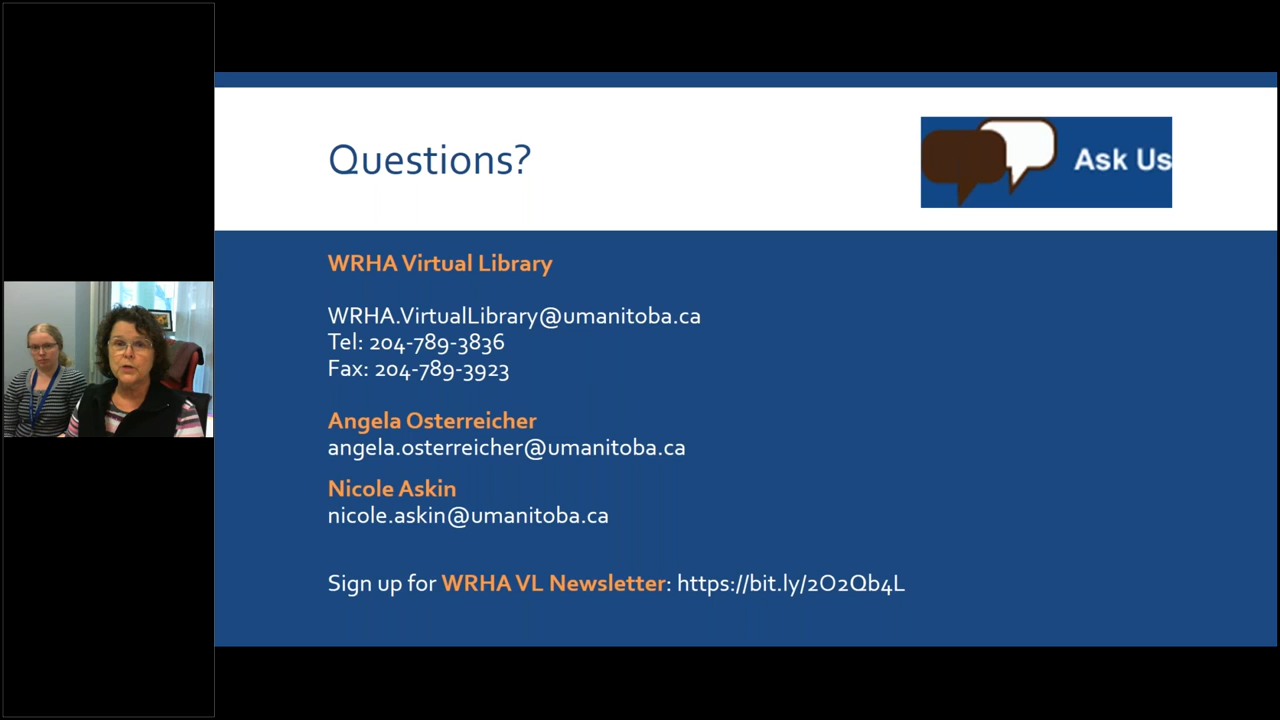 Questions?
Ask Us
WRHA Virtual Library
WRHA.VirtualLibrary@umanitoba.ca
Tel: 204-789-3836
Fax: 204-789-3923
Angela Osterreicher
angela.osterreicher@umanitoba.ca
Nicole Askin
nicole.askin@umanitoba.ca
Sign up for WRHA VL Newsletter: https://bit.ly/2O2Qb4L